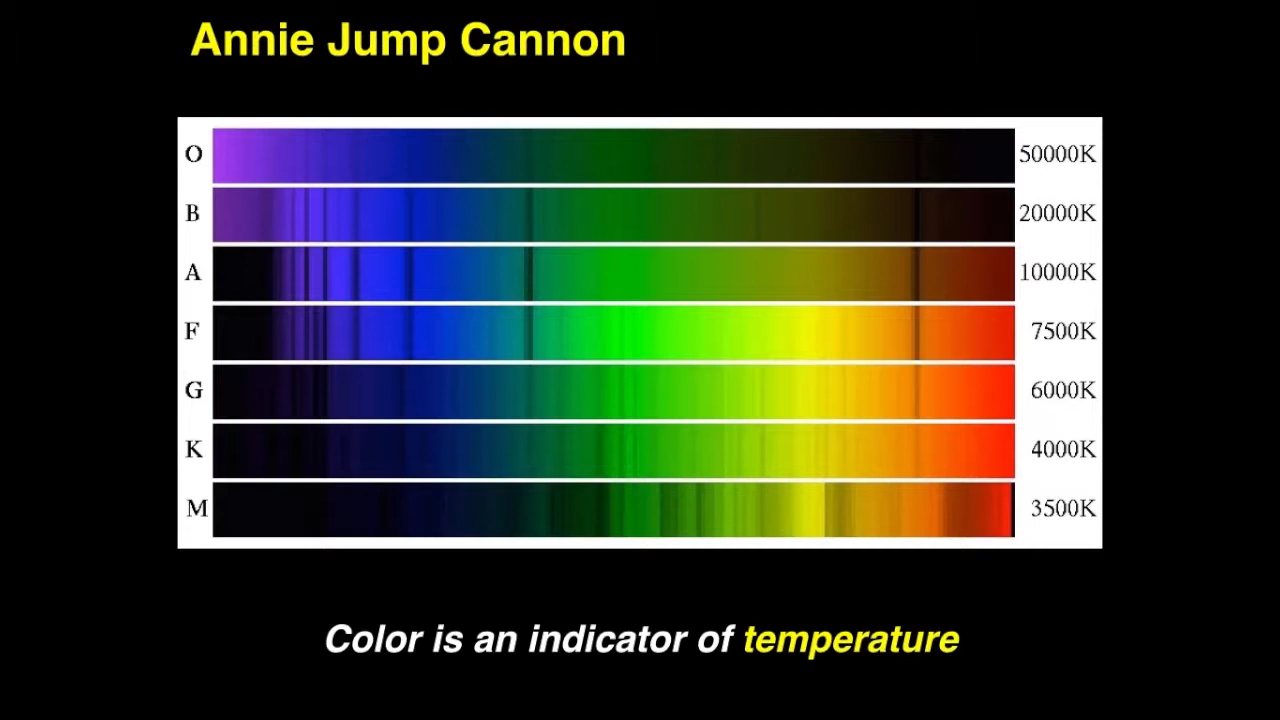 Annie Jump Cannon
O 50000K
B 20000K
A 10000K
F 7500K
G 6000K
K 4000K
M 3500K
Color is an indicator of temperature